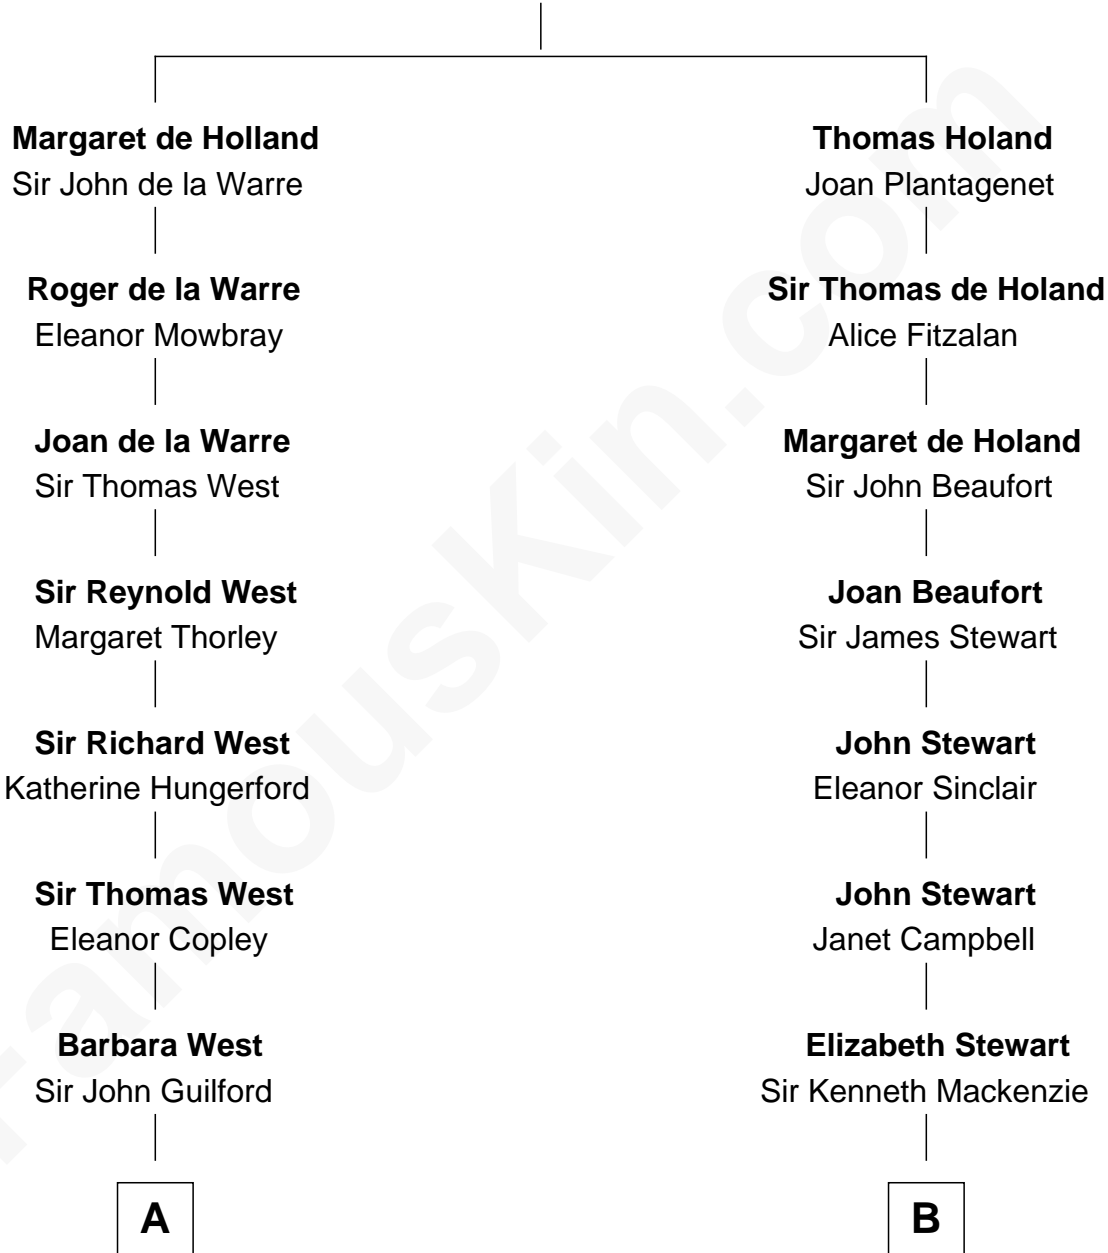 Margaret de Holland
Sir John de la Warre
Thomas Holand
Joan Plantagenet
Roger de la Warre
Eleanor Mowbray
Sir Thomas de Holand
Alice Fitzalan
Joan de la Warre
Sir Thomas West
Margaret de Holand
Sir John Beaufort
Sir Reynold West
Margaret Thorley
Joan Beaufort
Sir James Stewart
Sir Richard West
Katherine Hungerford
John Stewart
Eleanor Sinclair
Sir Thomas West
Eleanor Copley
John Stewart
Janet Campbell
Barbara West
Sir John Guilford
Elizabeth Stewart
Sir Kenneth Mackenzie
A
B
FamousKin.com